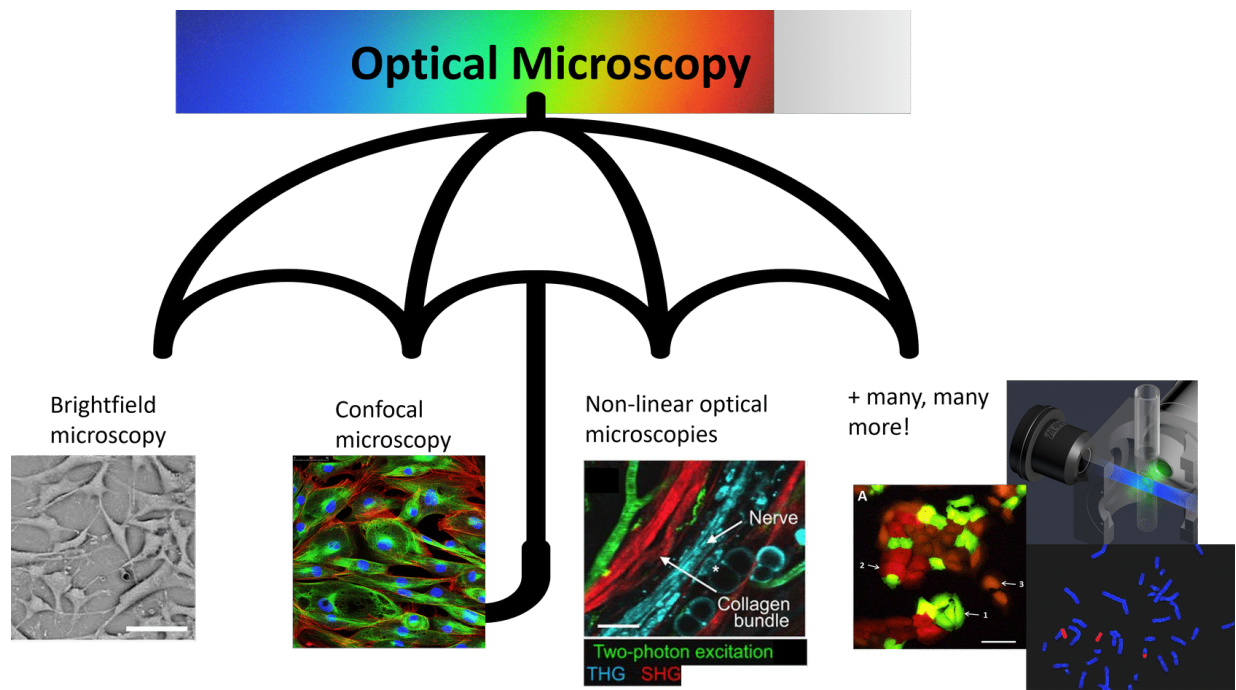 Optical Microscopy
Brightfield
microscopy
Confocal
microscopy
Non-linear optical
microscopies
+ many, many
more!
Nerve
*
Collagen
bundle
Two-photon excitation
THG SHG
A
2
3
1